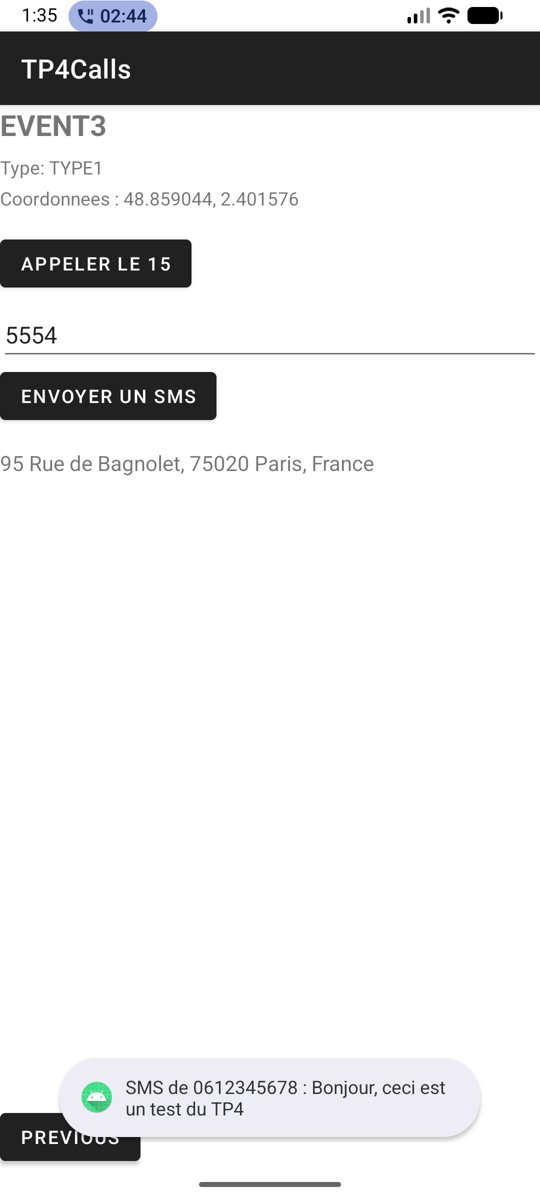 1:35 02:44
TP4Calls
EVENT3
Type: TYPE1
Coordonnees : 48.859044, 2.401576
APPELER LE 15
5554
ENVOYER UN SMS
95 Rue de Bagnolet, 75020 Paris, France
SMS de 0612345678 : Bonjour, ceci est
un test du TP4
PREVIOUS